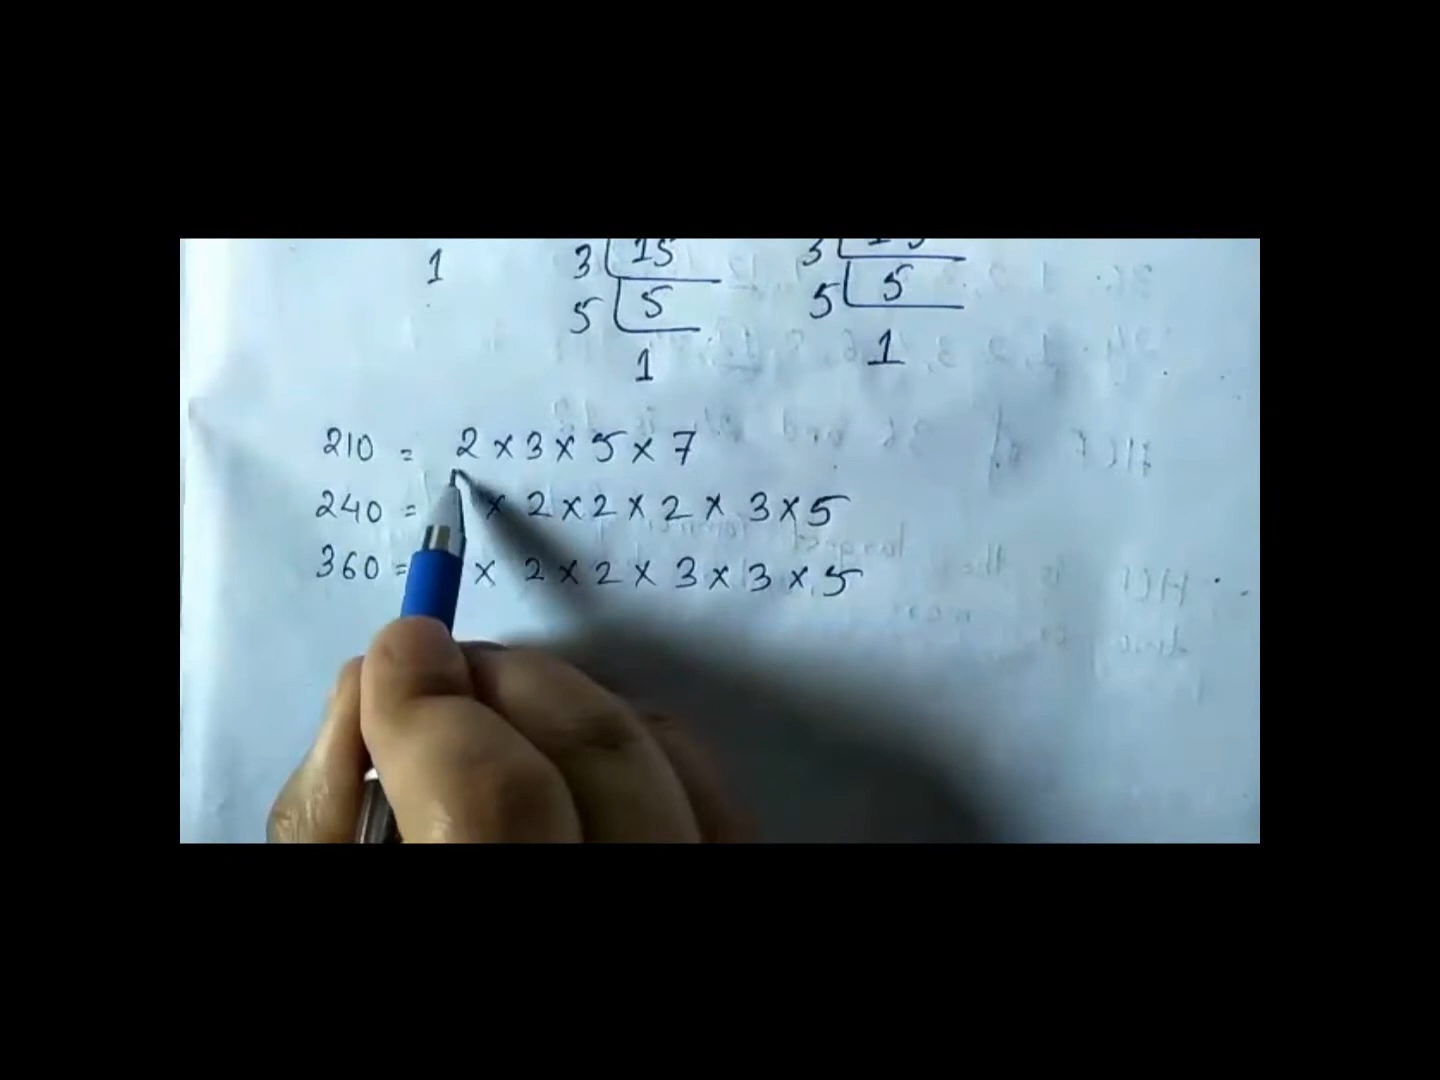 1 3 15 3
5 5 5 5
1 1
210 = 2 x 3 x 5 x 7
240 = x 2 x 2 x 2 x 3 x 5
360 = x 2 x 2 x 3 x 3 x 5